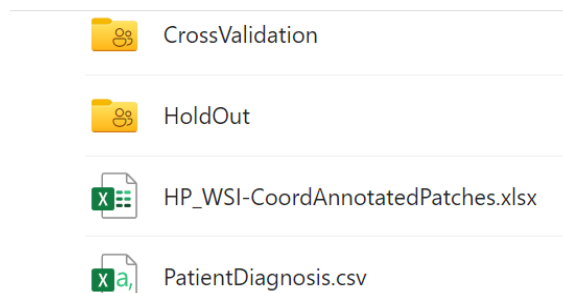 CrossValidation
HoldOut
HP_WSI-CoordAnnotatedPatches.xlsx
PatientDiagnosis.csv